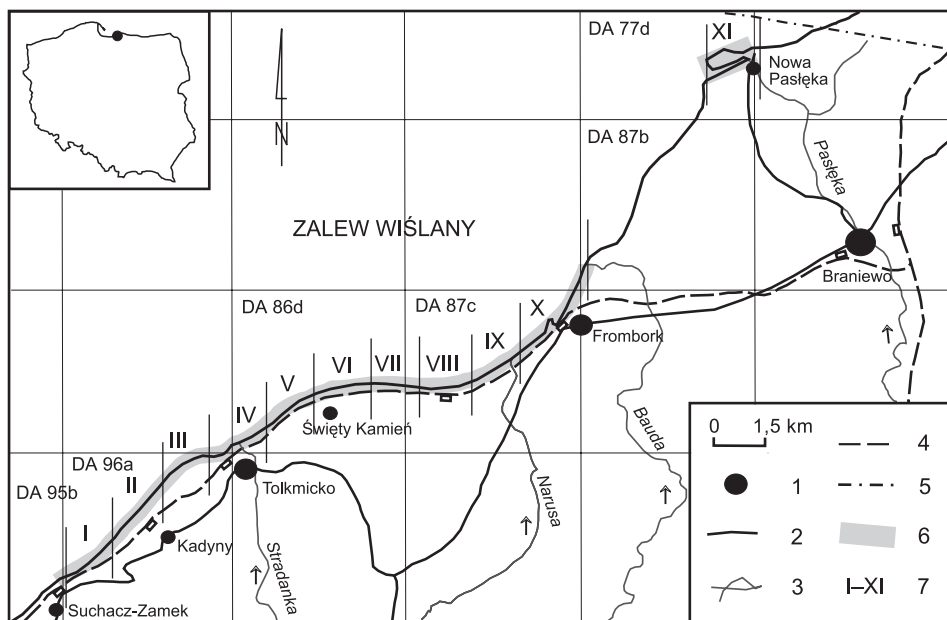 DA 77d
XI
Nowa
Pasłęka
N
DA 87b
Pasłęka
ZALEW WIŚLANY
Braniewo
DA 86d
DA 87c
X
Frombork
IX
VIII
VII
VI
V
Święty Kamień
IV
III
Bauda
DA 96a
II
Tolkmicko
DA 95b
Narusa
I
Kadyny
Stradanka
Suchacz-Zamek
0 1,5 km
1
2
3
4
5
6
I–XI 7